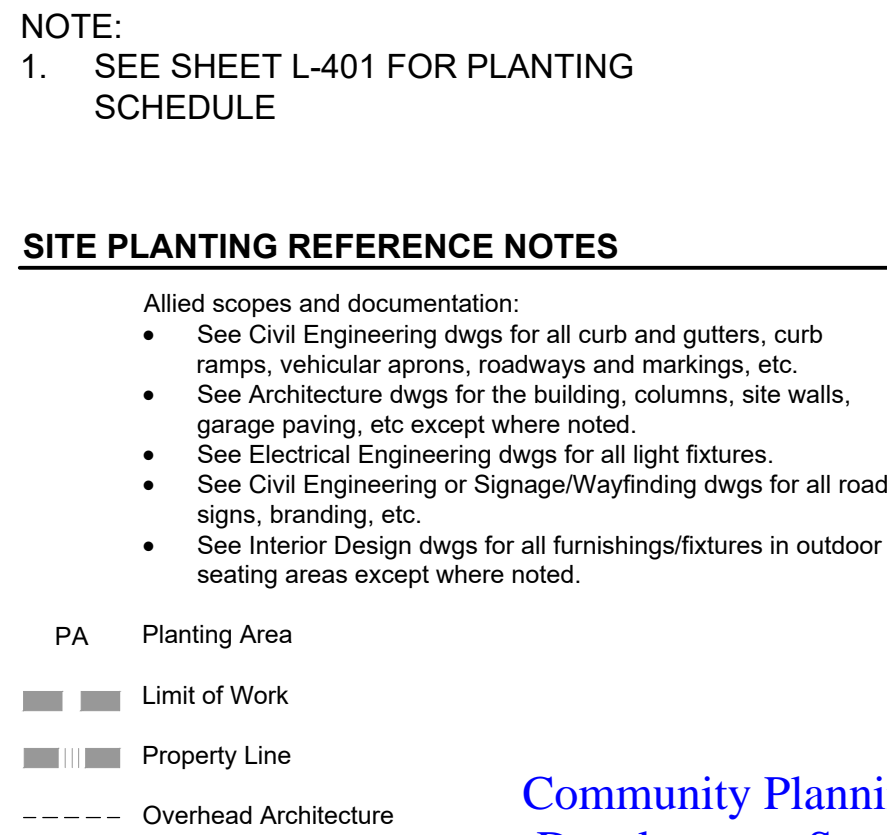 NOTE:
1. SEE SHEET L-401 FOR PLANTING
SCHEDULE
SITE PLANTING REFERENCE NOTES
Allied scopes and documentation:
• See Civil Engineering dwgs for all curb and gutters, curb
ramps, vehicular aprons, roadways and markings, etc.
• See Architecture dwgs for the building, columns, site walls,
garage paving, etc except where noted.
• See Electrical Engineering dwgs for all light fixtures.
• See Civil Engineering or Signage/Wayfinding dwgs for all road
signs, branding, etc.
• See Interior Design dwgs for all furnishings/fixtures in outdoor
seating areas except where noted.
PA Planting Area
Limit of Work
Property Line
Overhead Architecture
Community Planni